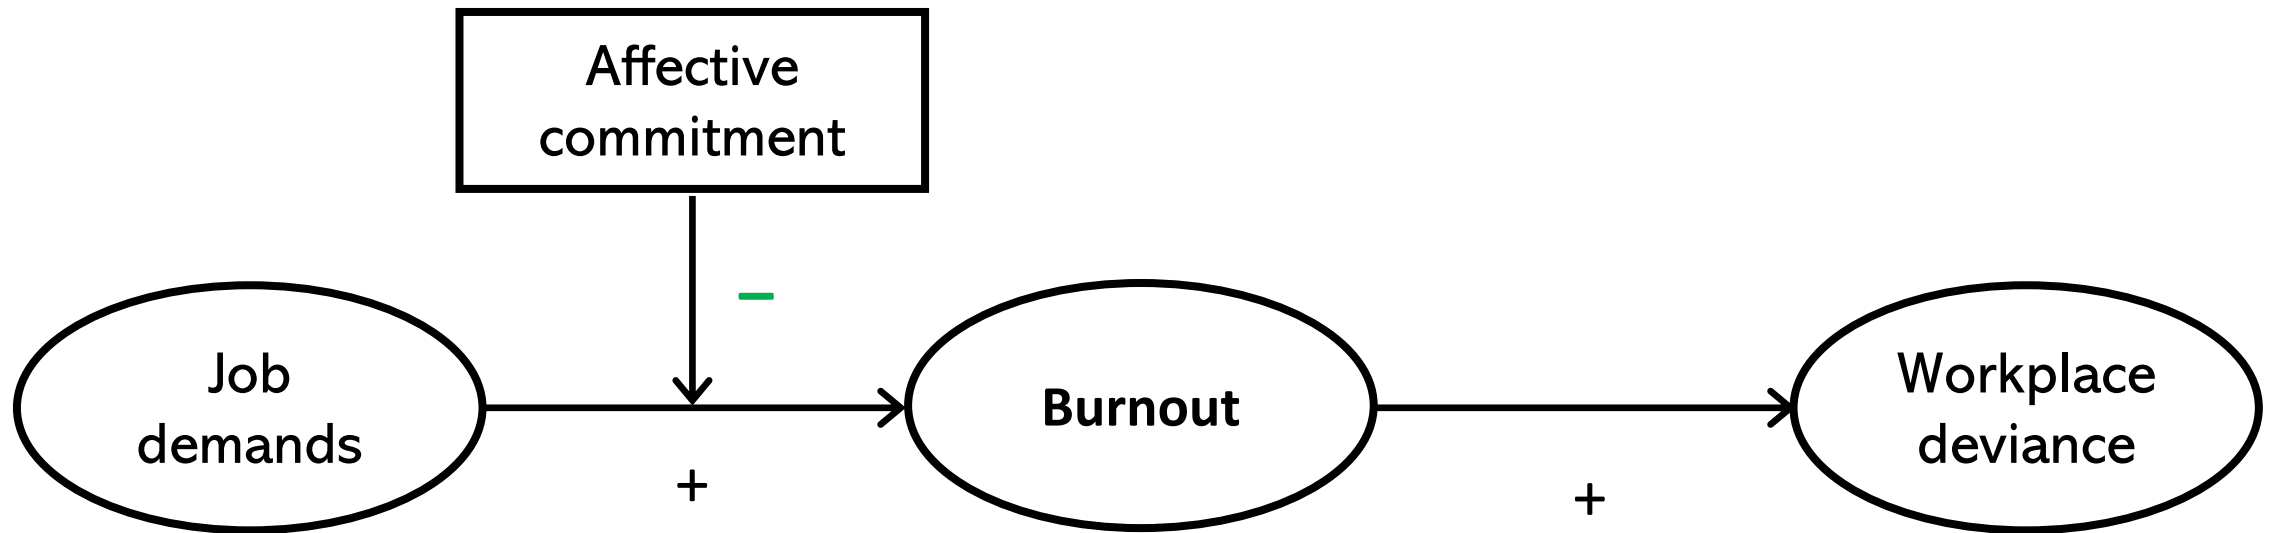 Affective
commitment
–
Job
demands
Burnout
Workplace
deviance
+
+